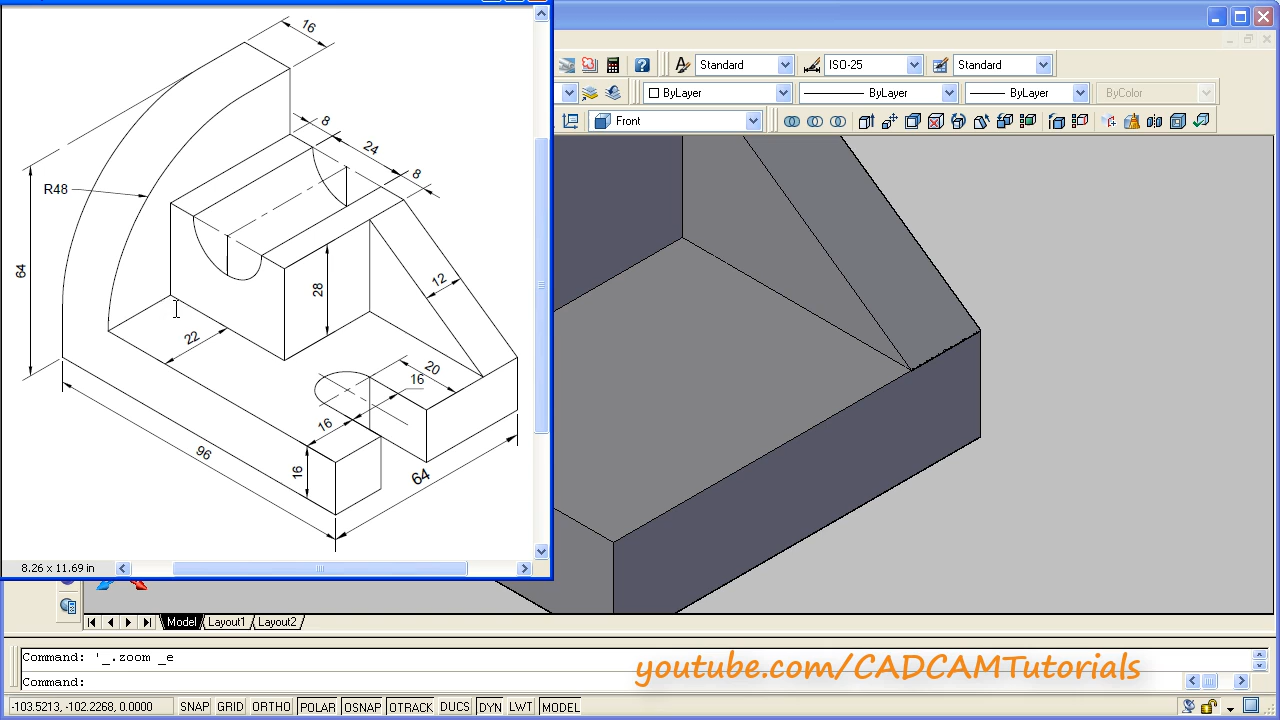 16
8
24
8
R48
64
12
28
22
20
16
16
16
96
64
8.26 x 11.69 in
Standard
ISO-25
Standard
ByLayer
ByLayer
ByLayer
ByColor
Front
Model
Layout1
Layout2
Command: '_.zoom _e
Command:
youtube.com/CADCAMTutorials
-103.5213, -102.2268, 0.0000
SNAP
GRID
ORTHO
POLAR
OSNAP
OTRACK
DUCS
DYN
LWT
MODEL